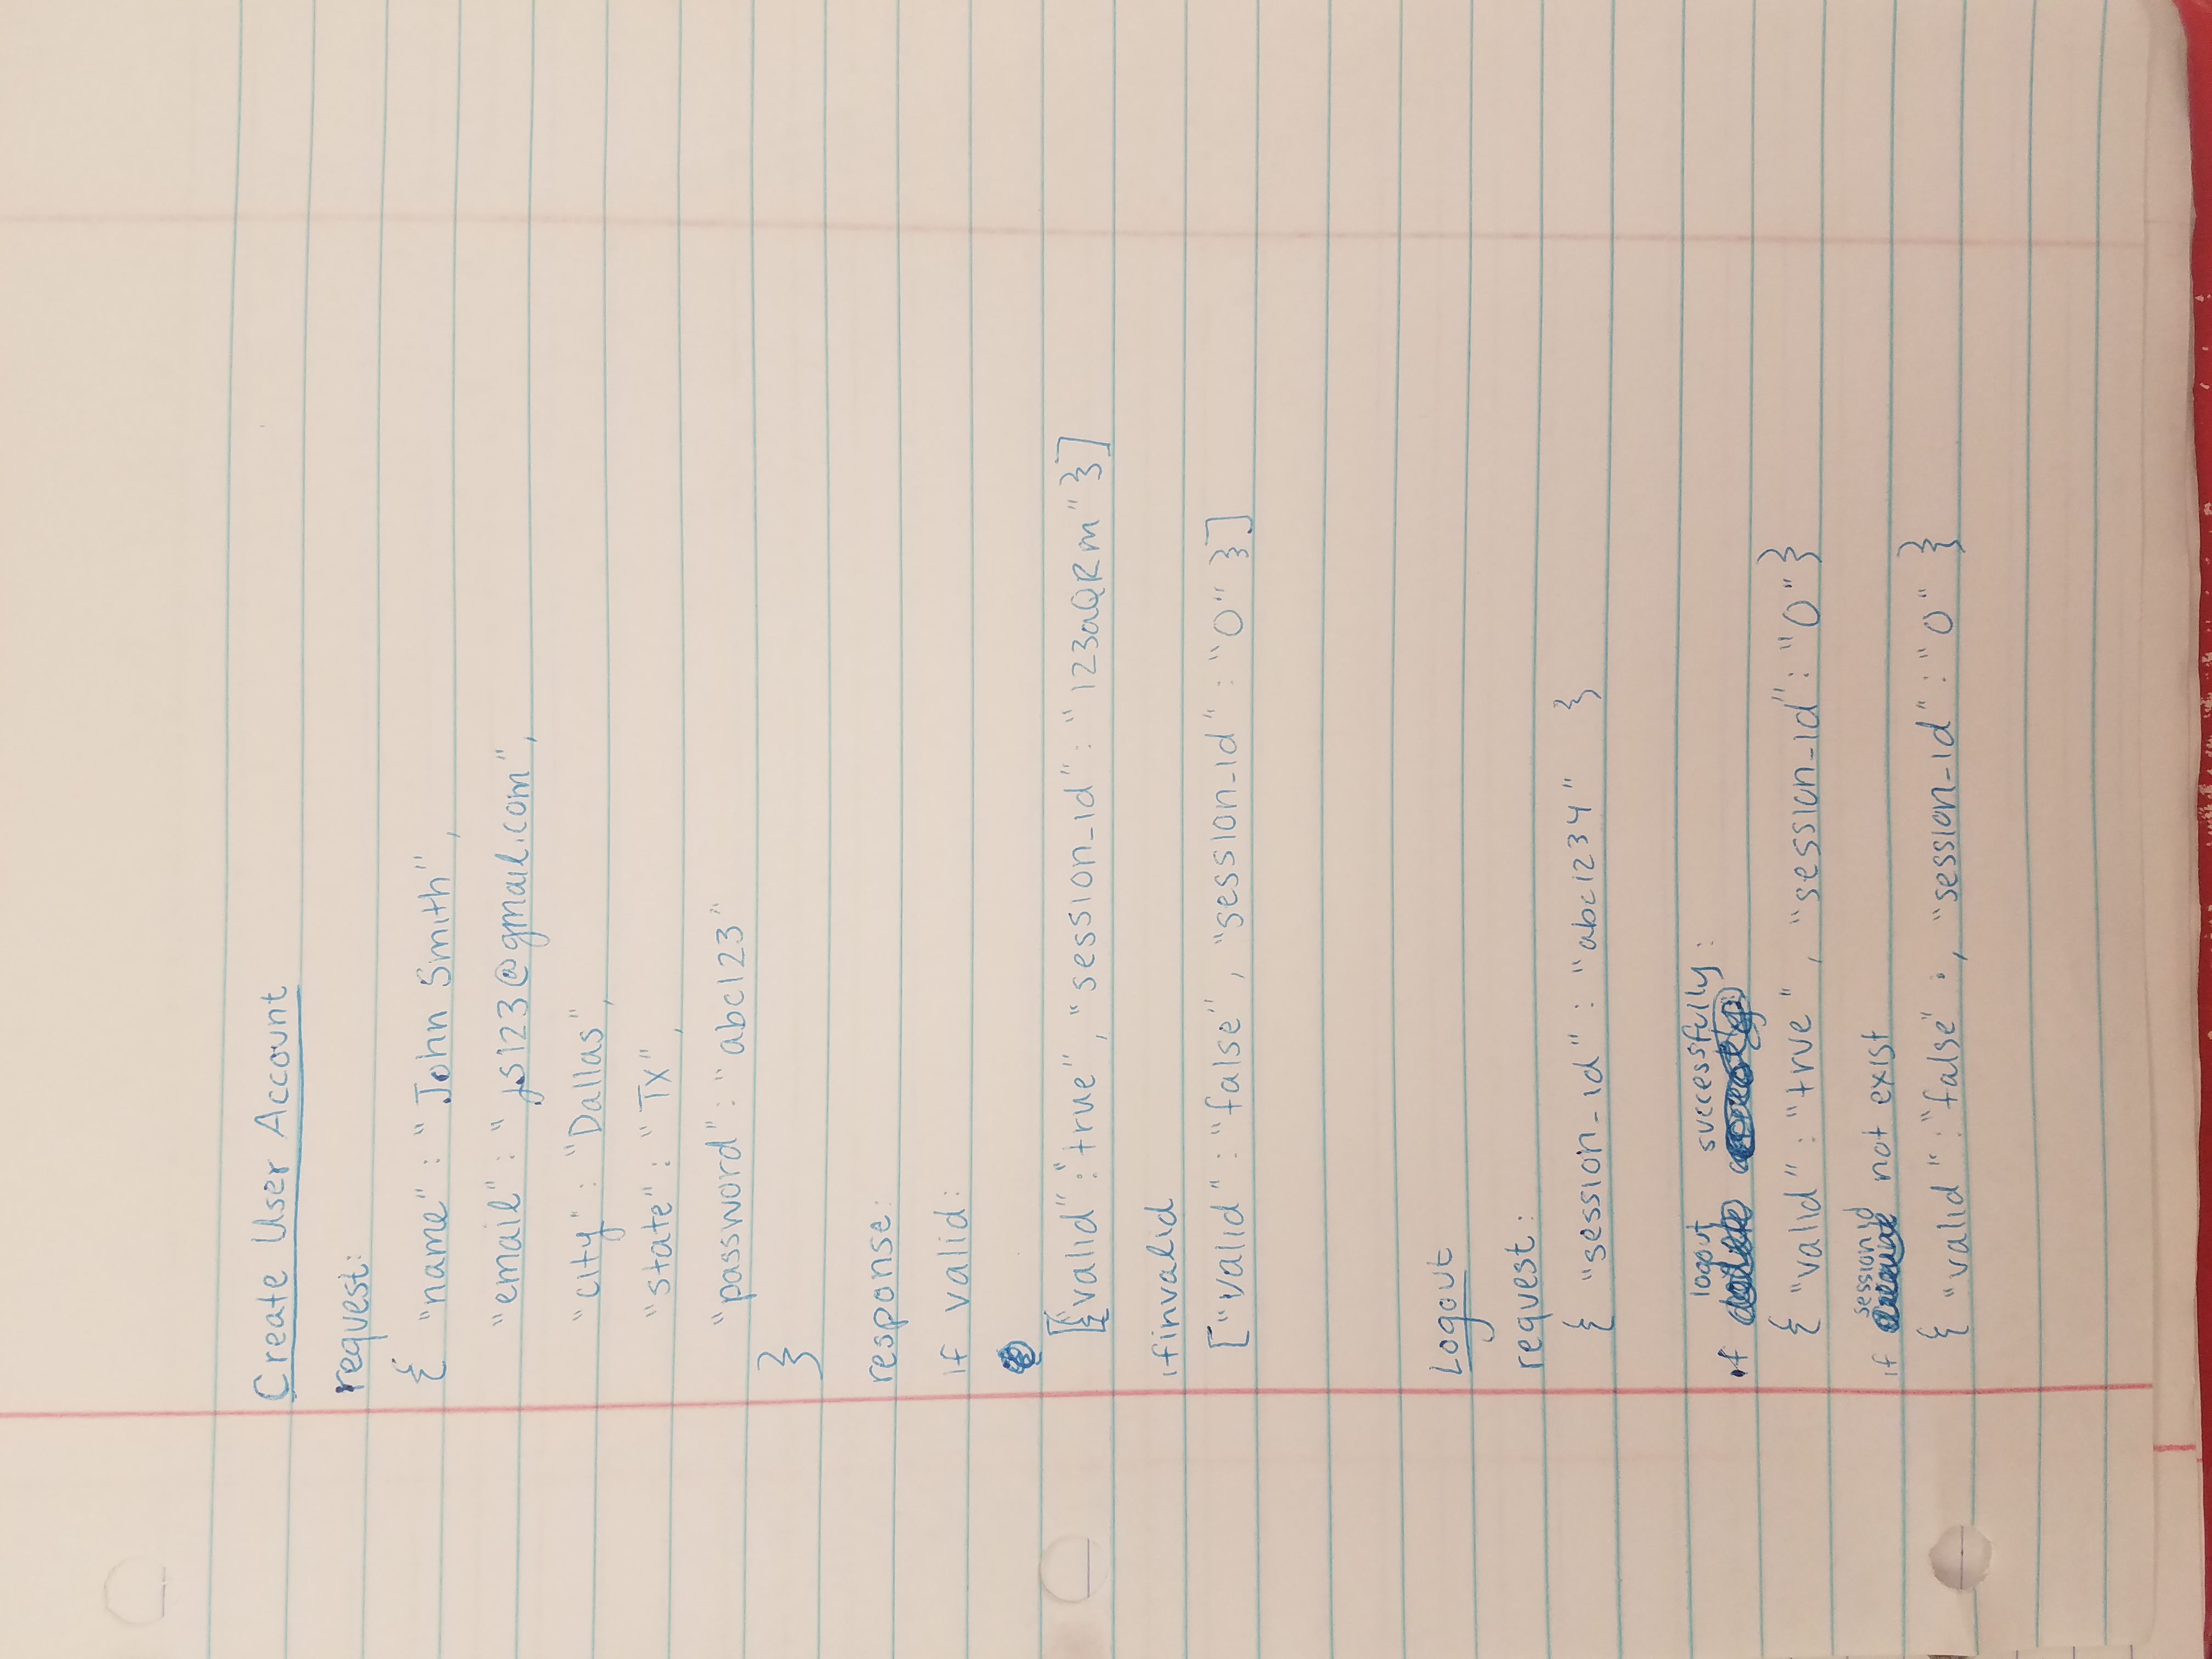 Create User Account
request:
{ "name" : "John Smith",
"email" : "js123@gmail.com",
"city" : "Dallas",
"state" : "TX",
"password" : "abc123"
}
response:
if valid:
[{"valid" : "true", "session_id" : "123aQRm" }]
ifinvalid
["valid" : "false", "session_id" : "0" }]
Logout
request:
{ "session_id" : "abc1234" }
logout successfully:
if
{ "valid" : "true", "session_id" : "0" }
session id
if not exist
{ "valid" : "false" , "session_id" : "0" }